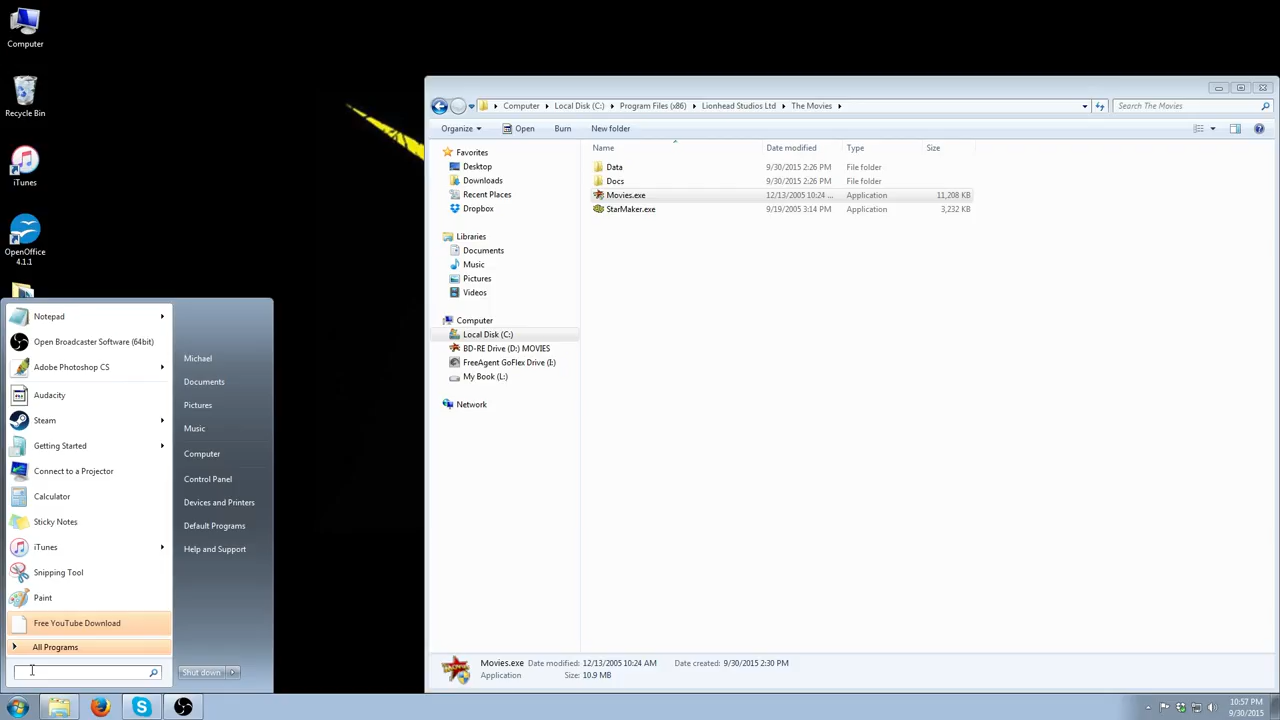 Computer
Recycle Bin
iTunes
OpenOffice
4.1.1
Notepad
Open Broadcaster Software (64bit)
Adobe Photoshop CS
Audacity
Steam
Getting Started
Connect to a Projector
Calculator
Sticky Notes
iTunes
Snipping Tool
Paint
Free YouTube Download
All Programs
Michael
Documents
Pictures
Music
Computer
Control Panel
Devices and Printers
Default Programs
Help and Support
Shut down
Computer Local Disk (C:) Program Files (x86) Lionhead Studios Ltd The Movies
Search The Movies
Organize Open Burn New folder
Favorites
Desktop
Downloads
Recent Places
Dropbox
Libraries
Documents
Music
Pictures
Videos
Computer
Local Disk (C:)
BD-RE Drive (D:) MOVIES
FreeAgent GoFlex Drive (I:)
My Book (L:)
Network
Name Date modified Type Size
Data 9/30/2015 2:26 PM File folder
Docs 9/30/2015 2:26 PM File folder
Movies.exe 12/13/2005 10:24 ... Application 11,208 KB
StarMaker.exe 9/19/2005 3:14 PM Application 3,232 KB
Movies.exe Date modified: 12/13/2005 10:24 AM Date created: 9/30/2015 2:30 PM
Application Size: 10.9 MB
10:57 PM
9/30/2015